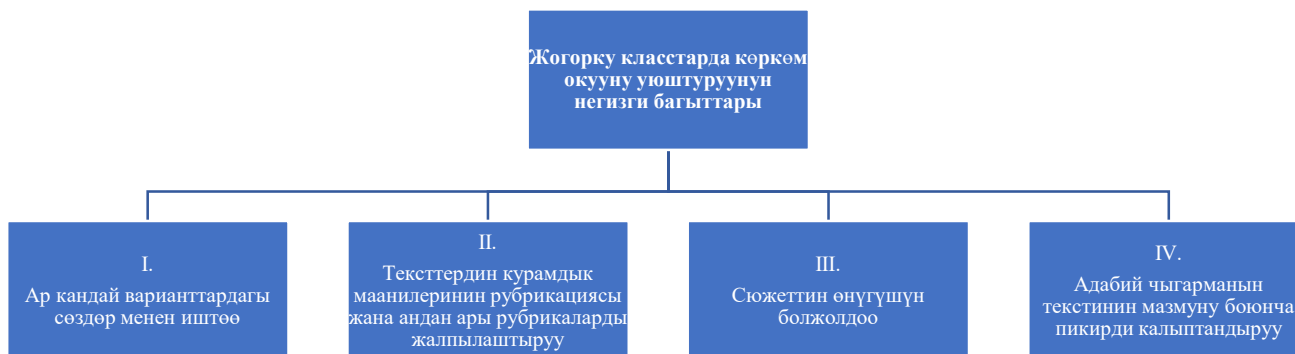 Жогорку класстарда көркөм
окууну уюштуруунун
негизги багыттары
I.
Ар кандай варианттардагы
сөздөр менен иштөө
II.
Тексттердин курамдык
маанилеринин рубрикациясы
жана андан ары рубрикаларды
жалпылаштыруу
III.
Сюжеттин өнүгүшүн
болжолдоо
IV.
Адабий чыгарманын
текстинин мазмуну боюнча
пикирди калыптандыруу